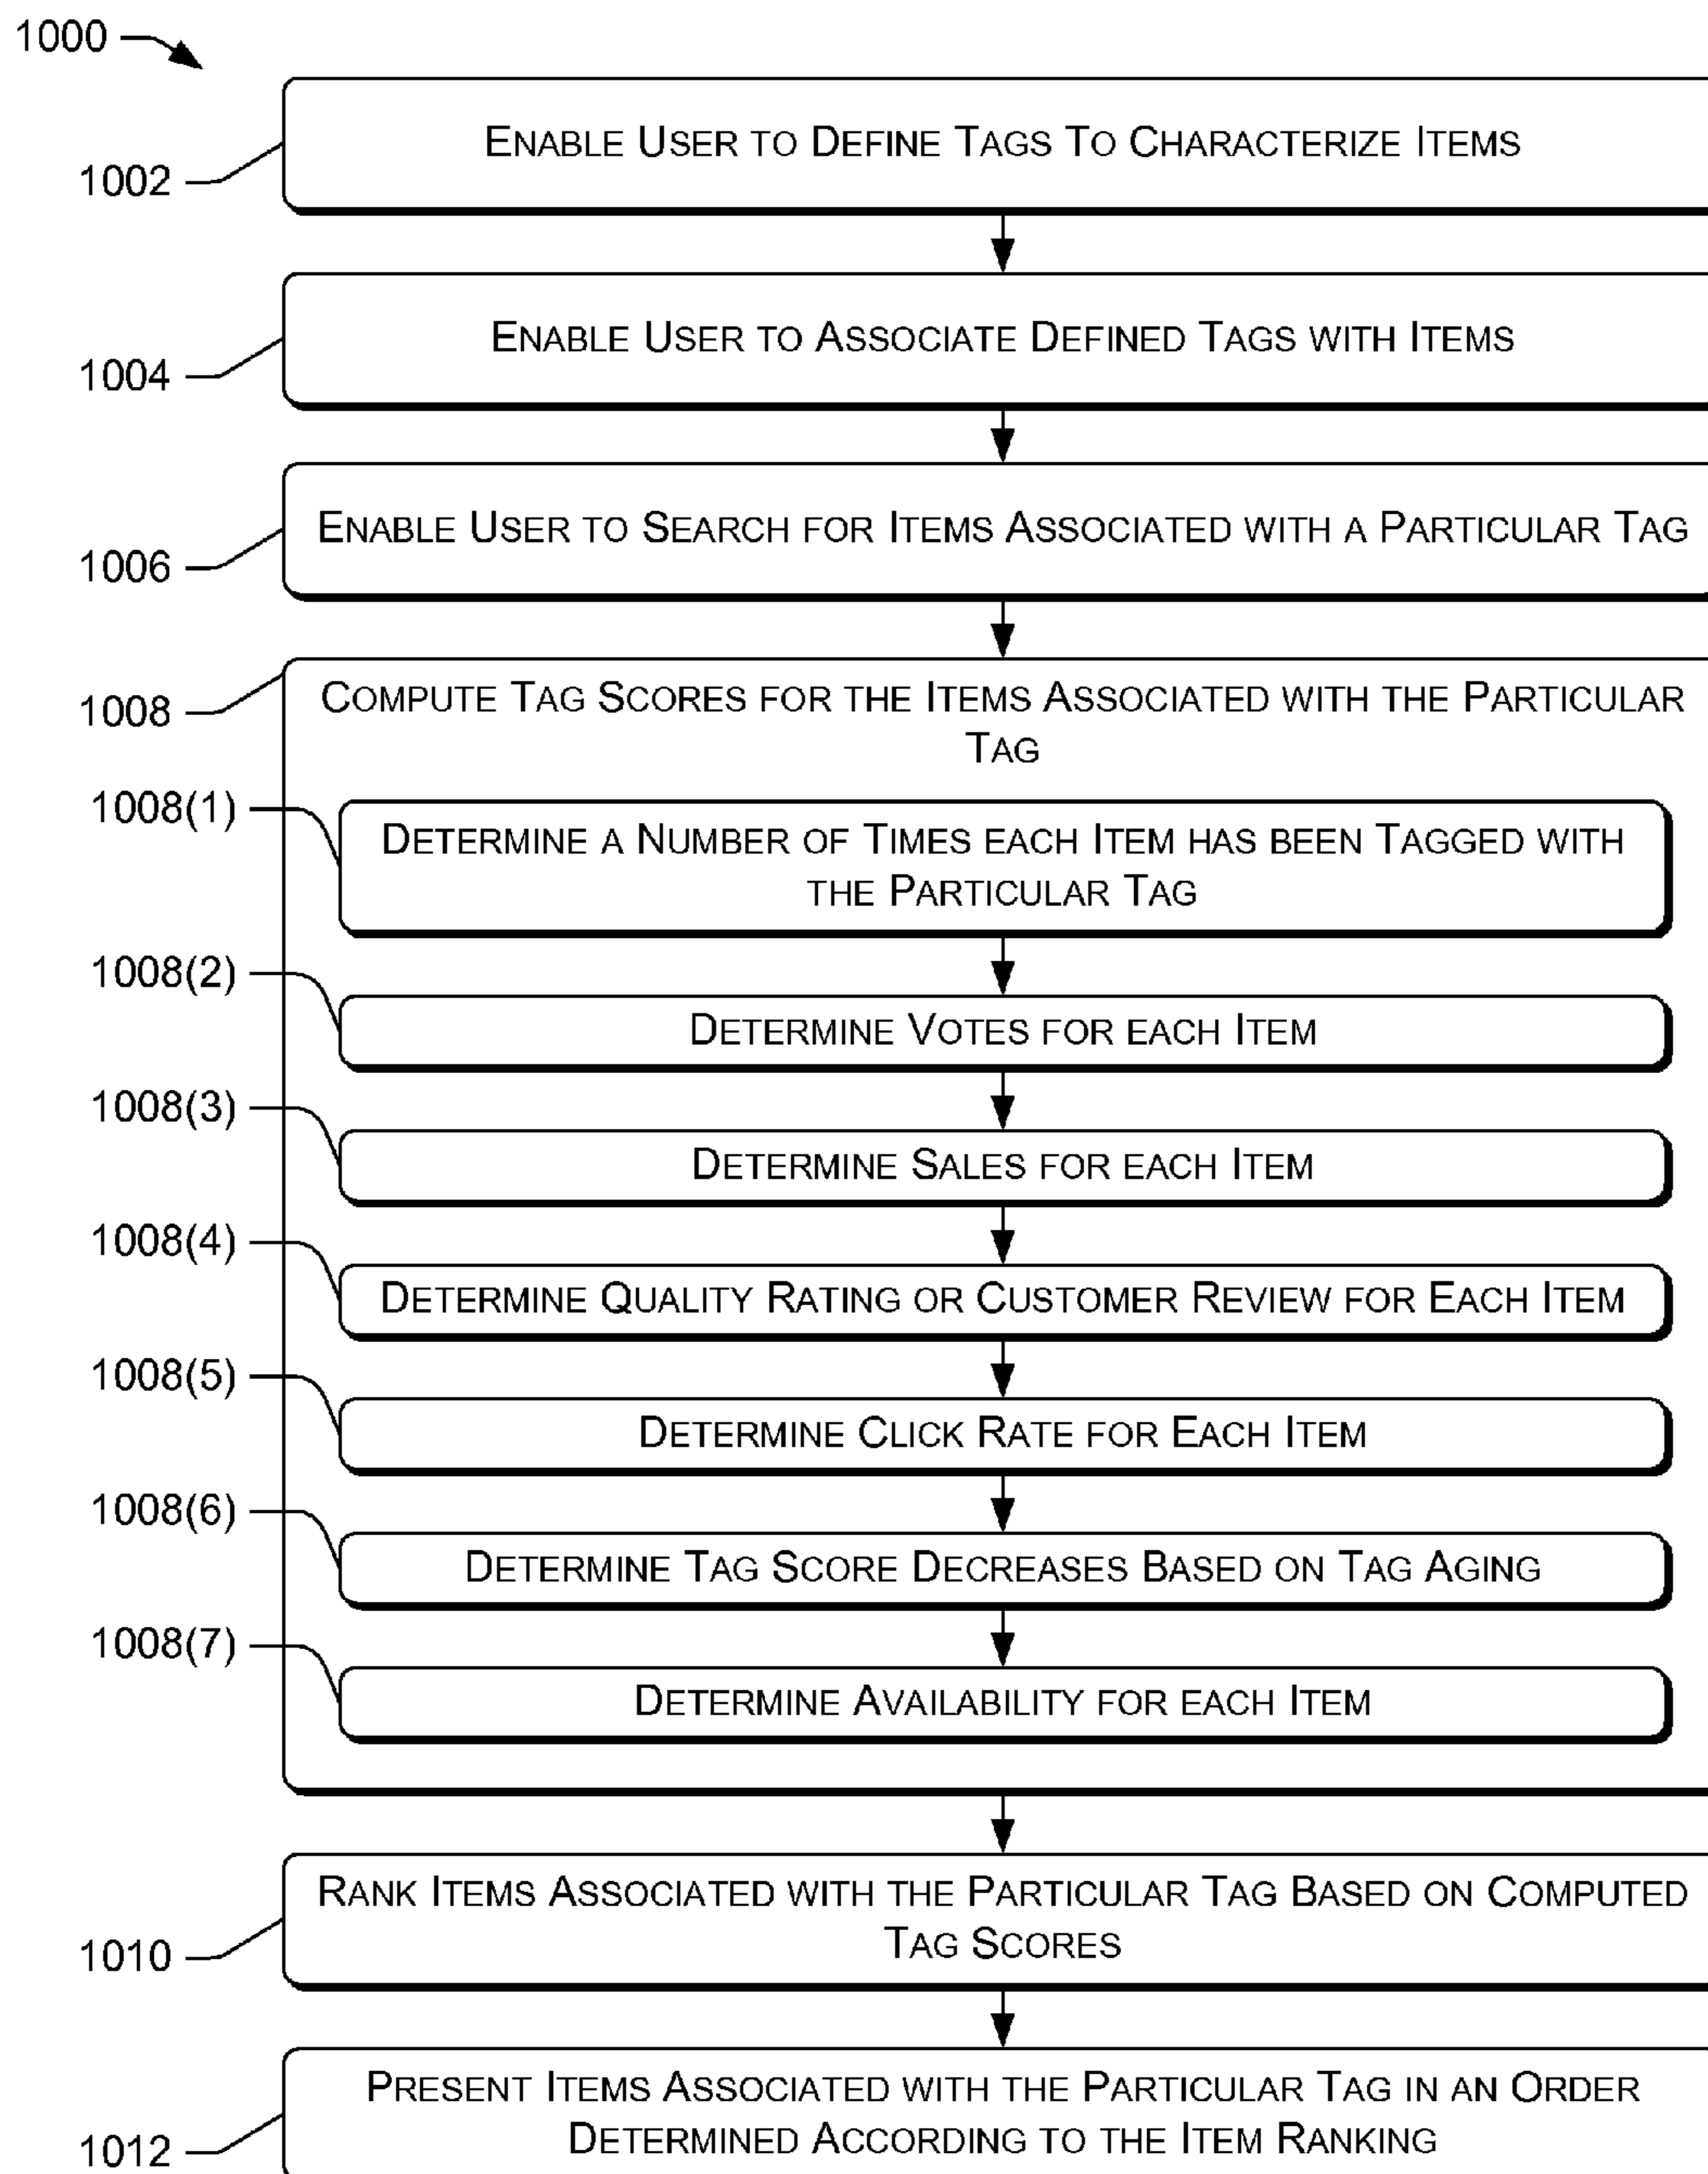 1000
ENABLE USER TO DEFINE TAGS TO CHARACTERIZE ITEMS
1002
ENABLE USER TO ASSOCIATE DEFINED TAGS WITH ITEMS
1004
ENABLE USER TO SEARCH FOR ITEMS ASSOCIATED WITH A PARTICULAR TAG
1006
1008
COMPUTE TAG SCORES FOR THE ITEMS ASSOCIATED WITH THE PARTICULAR
TAG
1008(1)
DETERMINE A NUMBER OF TIMES EACH ITEM HAS BEEN TAGGED WITH
THE PARTICULAR TAG
1008(2)
DETERMINE VOTES FOR EACH ITEM
1008(3)
DETERMINE SALES FOR EACH ITEM
1008(4)
DETERMINE QUALITY RATING OR CUSTOMER REVIEW FOR EACH ITEM
1008(5)
DETERMINE CLICK RATE FOR EACH ITEM
1008(6)
DETERMINE TAG SCORE DECREASES BASED ON TAG AGING
1008(7)
DETERMINE AVAILABILITY FOR EACH ITEM
RANK ITEMS ASSOCIATED WITH THE PARTICULAR TAG BASED ON COMPUTED
TAG SCORES
1010
PRESENT ITEMS ASSOCIATED WITH THE PARTICULAR TAG IN AN ORDER
DETERMINED ACCORDING TO THE ITEM RANKING
1012